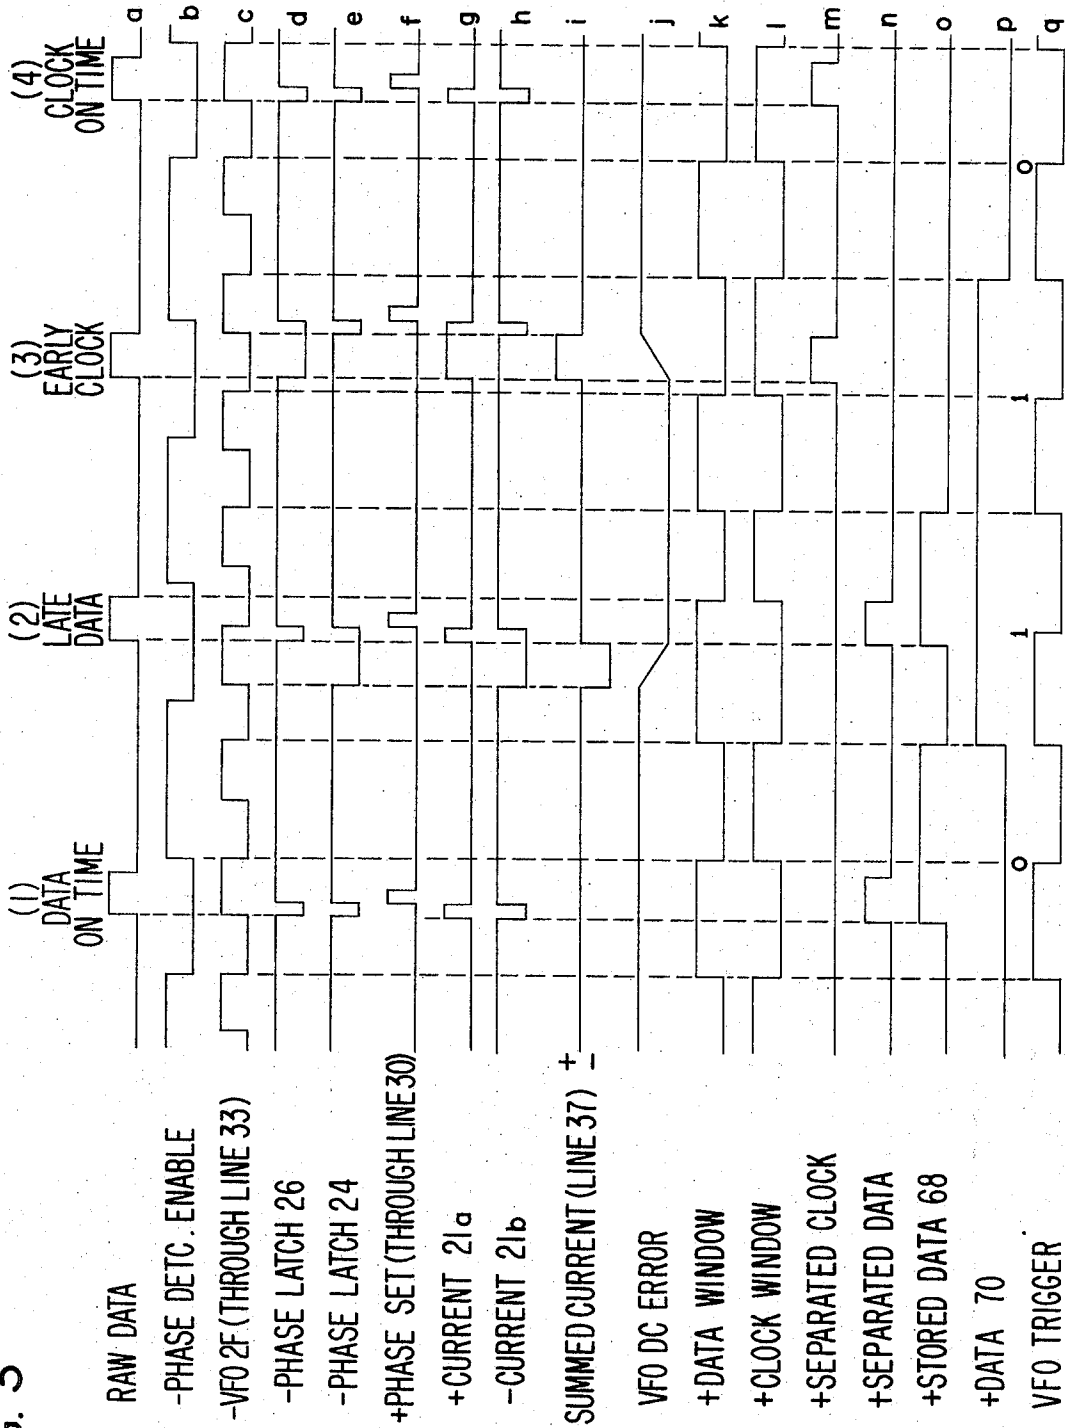 (1)
DATA
ON TIME
(2)
LATE
DATA
(3)
EARLY
CLOCK
(4)
CLOCK
ON TIME
RAW DATA a
-PHASE DETC. ENABLE b
-VFO 2F (THROUGH LINE 33) c
-PHASE LATCH 26 d
-PHASE LATCH 24 e
+PHASE SET (THROUGH LINE 30) f
+CURRENT 21a g
-CURRENT 21b h
SUMMED CURRENT (LINE 37) + - i
VFO DC ERROR j
+DATA WINDOW k
+CLOCK WINDOW l
+SEPARATED CLOCK m
+SEPARATED DATA n
+STORED DATA 68 o
+DATA 70 p
0 1 1 0
VFO TRIGGER q